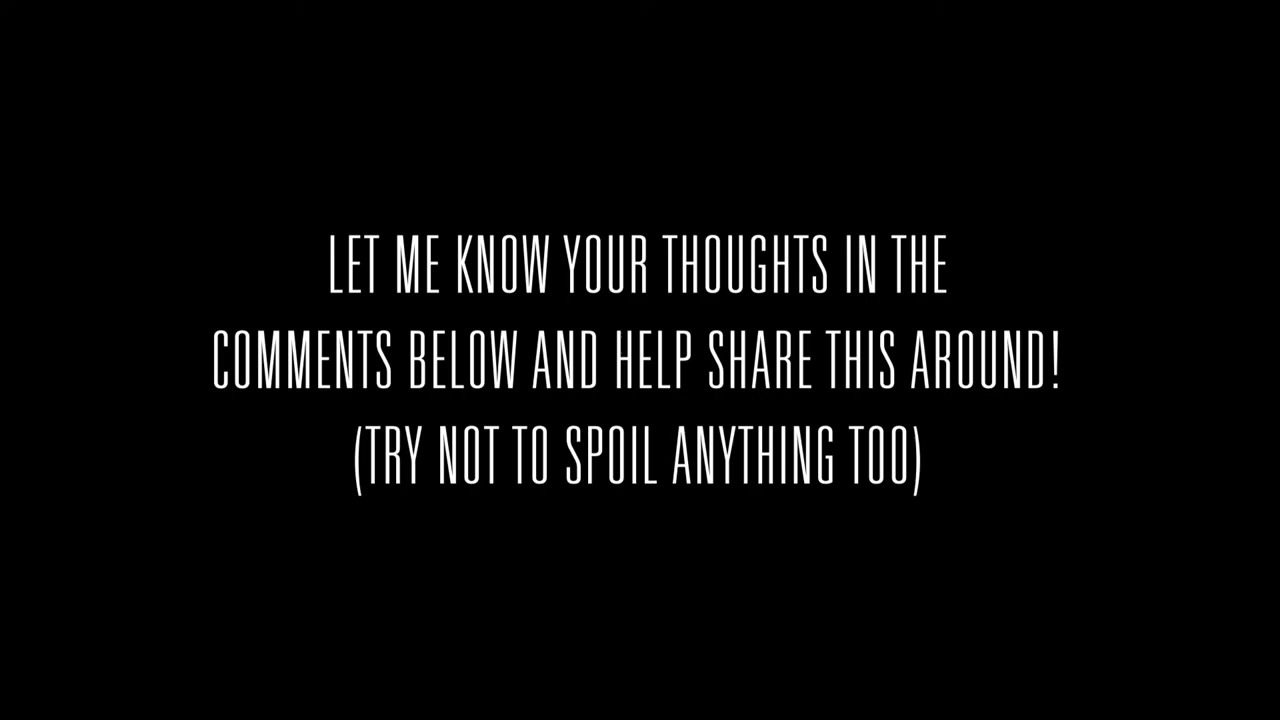 LET ME KNOW YOUR THOUGHTS IN THE
COMMENTS BELOW AND HELP SHARE THIS AROUND!
(TRY NOT TO SPOIL ANYTHING TOO)